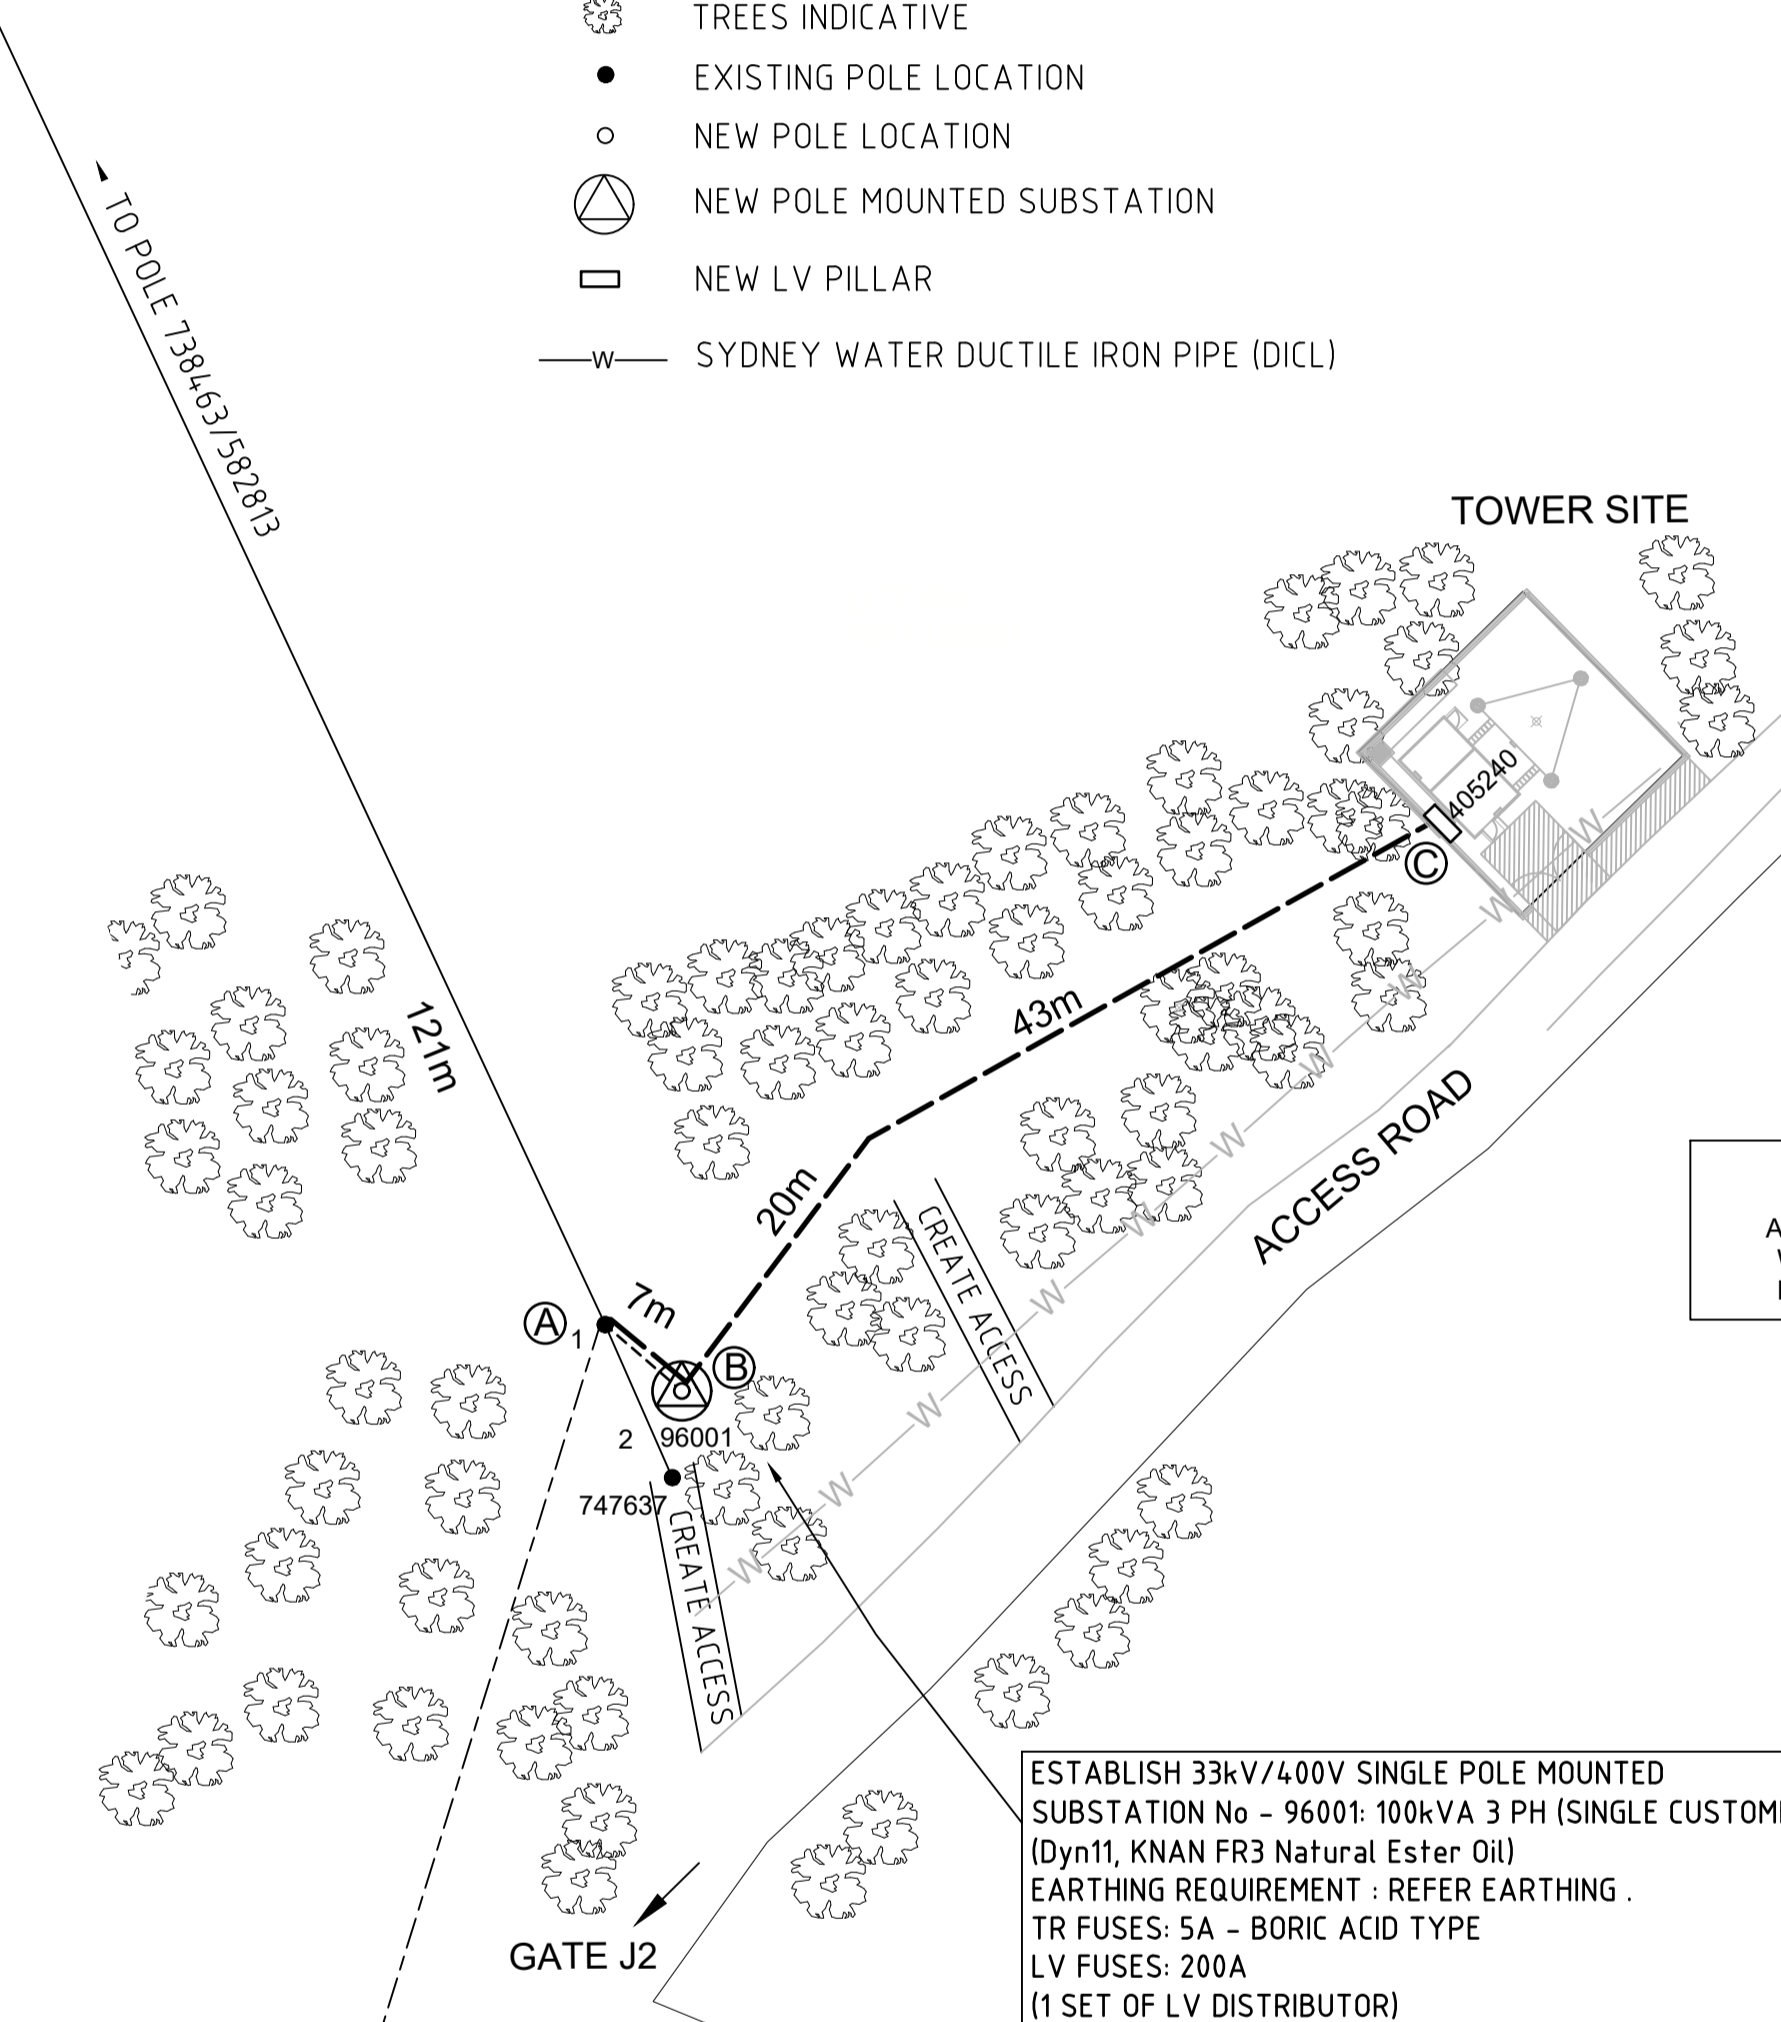 TREES INDICATIVE
EXISTING POLE LOCATION
NEW POLE LOCATION
NEW POLE MOUNTED SUBSTATION
NEW LV PILLAR
W
SYDNEY WATER DUCTILE IRON PIPE (DICL)
TO POLE 738463/582813
TOWER SITE
405240
W
C
W
W
43m
121m
W
ACCESS ROAD
W
20m
W
CREATE ACCESS
W
7m
A
1
B
W
2
96001
747637
W
W
CREATE ACCESS
A
GATE J2
ESTABLISH 33kV/400V SINGLE POLE MOUNTED
SUBSTATION No - 96001: 100kVA 3 PH (SINGLE
(Dyn11, KNAN FR3 Natural Ester Oil)
EARTHING REQUIREMENT : REFER EARTHING .
TR FUSES: 5A - BORIC ACID TYPE
LV FUSES: 200A
(1 SET OF LV DISTRIBUTOR)